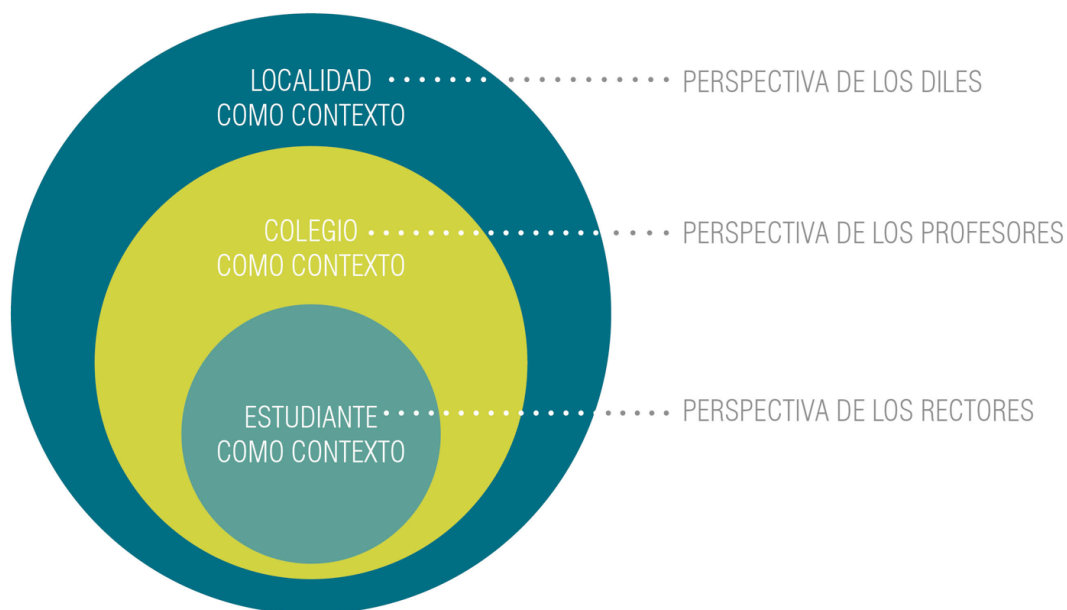 LOCALIDAD
COMO CONTEXTO
PERSPECTIVA DE LOS DILES
COLEGIO
COMO CONTEXTO
PERSPECTIVA DE LOS PROFESORES
ESTUDIANTE
COMO CONTEXTO
PERSPECTIVA DE LOS RECTORES